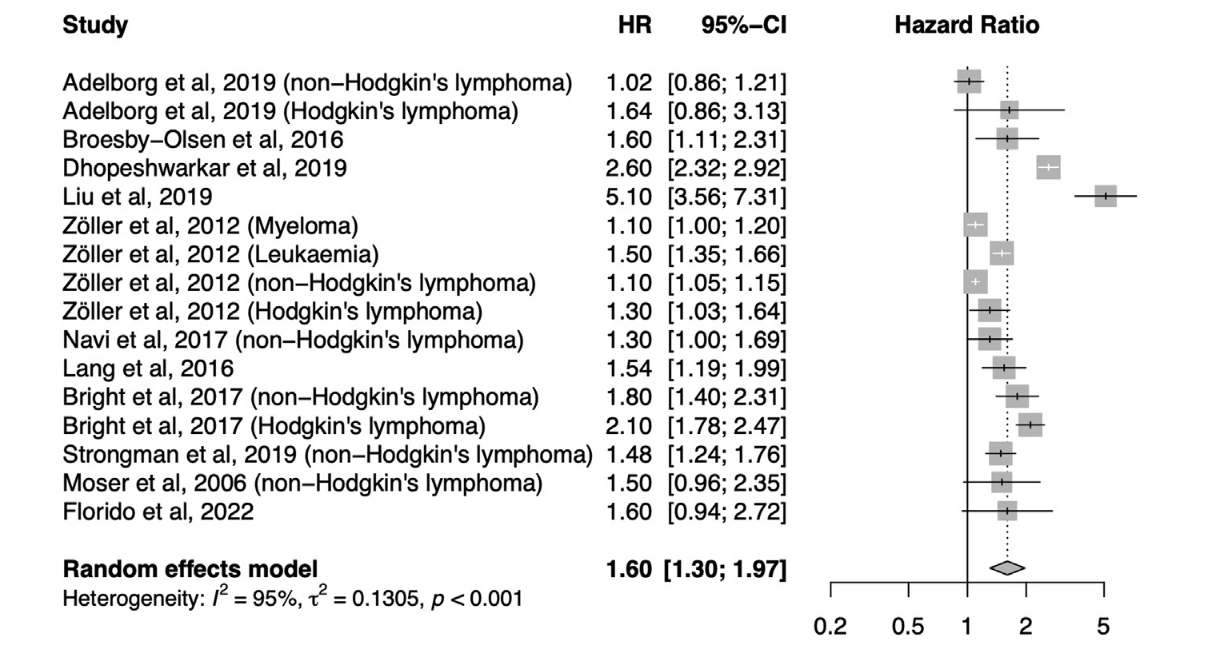 Study HR 95%−CI Hazard Ratio
Adelborg et al, 2019 (non−Hodgkin's lymphoma) 1.02 [0.86; 1.21]
Adelborg et al, 2019 (Hodgkin's lymphoma) 1.64 [0.86; 3.13]
Broesby−Olsen et al, 2016 1.60 [1.11; 2.31]
Dhopeshwarkar et al, 2019 2.60 [2.32; 2.92]
Liu et al, 2019 5.10 [3.56; 7.31]
Zöller et al, 2012 (Myeloma) 1.10 [1.00; 1.20]
Zöller et al, 2012 (Leukaemia) 1.50 [1.35; 1.66]
Zöller et al, 2012 (non−Hodgkin's lymphoma) 1.10 [1.05; 1.15]
Zöller et al, 2012 (Hodgkin's lymphoma) 1.30 [1.03; 1.64]
Navi et al, 2017 (non−Hodgkin's lymphoma) 1.30 [1.00; 1.69]
Lang et al, 2016 1.54 [1.19; 1.99]
Bright et al, 2017 (non−Hodgkin's lymphoma) 1.80 [1.40; 2.31]
Bright et al, 2017 (Hodgkin's lymphoma) 2.10 [1.78; 2.47]
Strongman et al, 2019 (non−Hodgkin's lymphoma) 1.48 [1.24; 1.76]
Moser et al, 2006 (non−Hodgkin's lymphoma) 1.50 [0.96; 2.35]
Florido et al, 2022 1.60 [0.94; 2.72]
Random effects model 1.60 [1.30; 1.97]
Heterogeneity: I² = 95%, τ² = 0.1305, p < 0.001
0.2 0.5 1 2 5